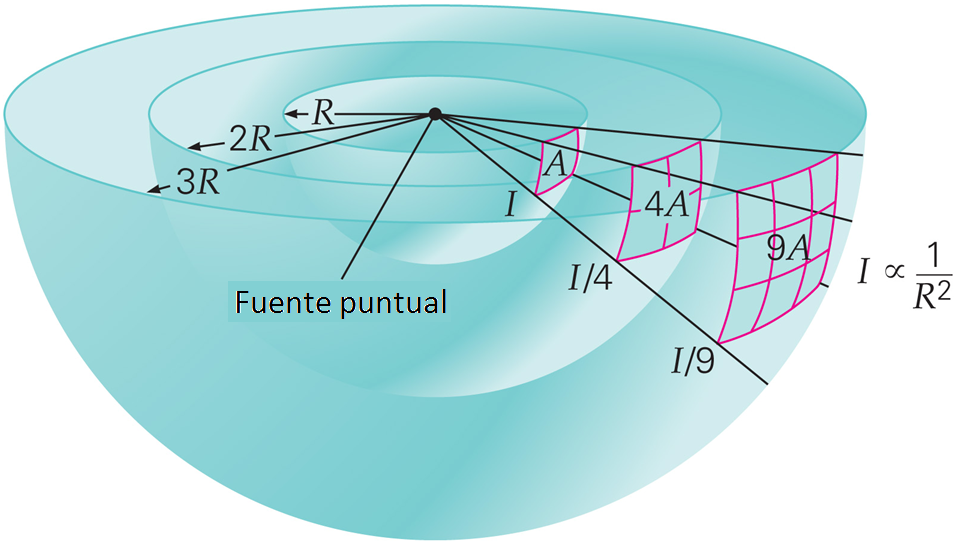 R
2R
3R
A
I
4A
I/4
9A
I/9
I ∝ 1/R²
Fuente puntual